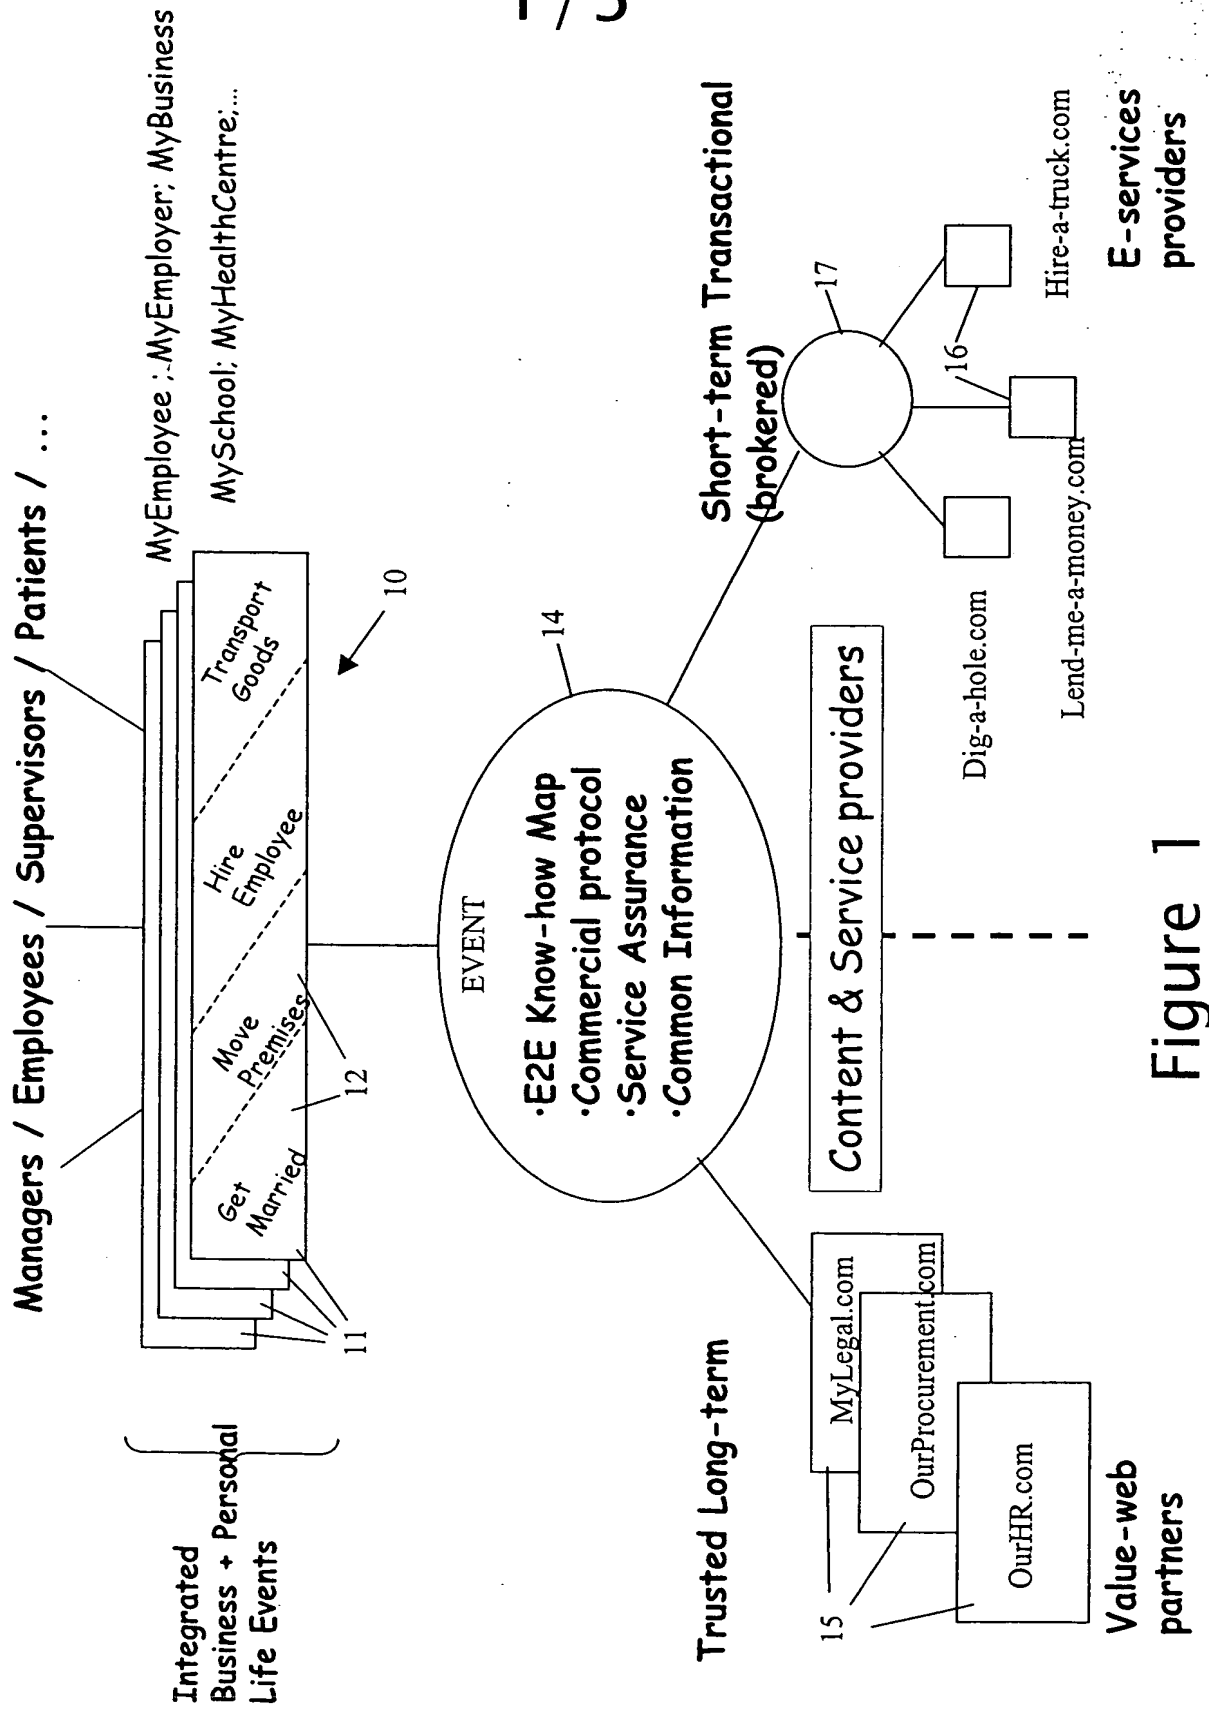 1/5
Managers / Employees / Supervisors / Patients / ...
MyEmployee ; MyEmployer; MyBusiness
MySchool; MyHealthCentre;...
Integrated
Business + Personal
Life Events
Get
Married
Move
Premises
Hire
Employee
Transport
Goods
11
12
10
EVENT
14
·E2E Know-how Map
·Commercial protocol
·Service Assurance
·Common Information
Trusted Long-term
Short-term Transactional
(brokered)
17
15
MyLegal.com
OurProcurement.com
OurHR.com
Content & Service providers
16
Dig-a-hole.com
Lend-me-a-money.com
Hire-a-truck.com
Value-web
partners
E-services
providers
Figure 1